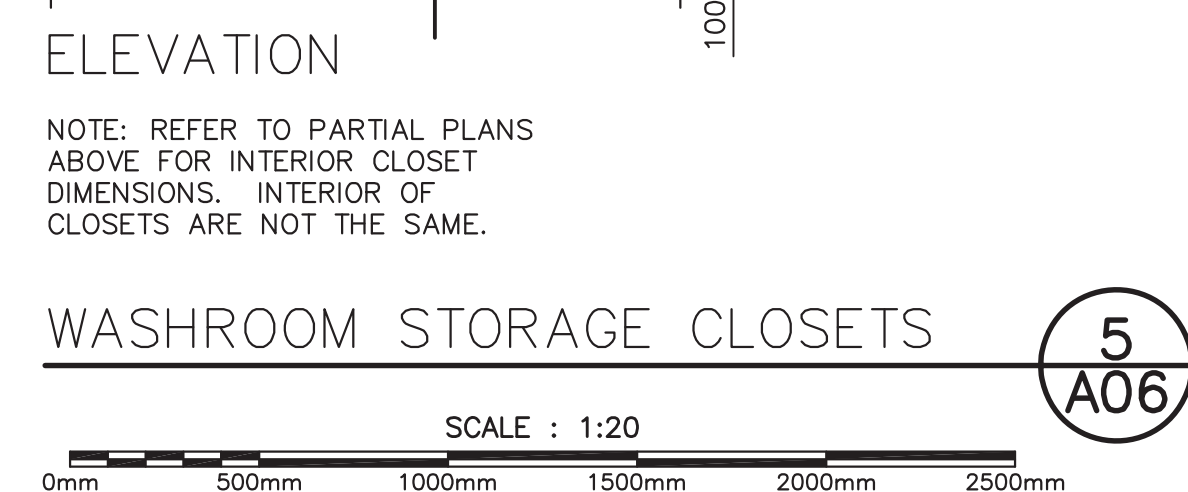 100
ELEVATION
NOTE: REFER TO PARTIAL PLANS
ABOVE FOR INTERIOR CLOSET
DIMENSIONS. INTERIOR OF
CLOSETS ARE NOT THE SAME.
WASHROOM STORAGE CLOSETS
5
A06
SCALE : 1:20
0mm 500mm 1000mm 1500mm 2000mm 2500mm